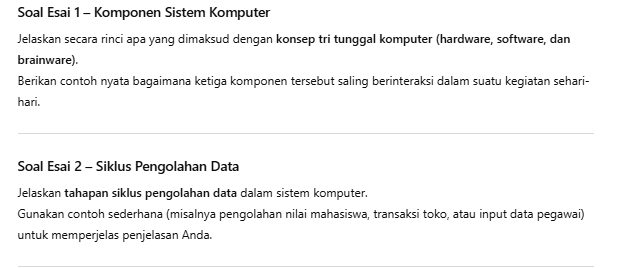 Soal Esai 1 – Komponen Sistem Komputer
Jelaskan secara rinci apa yang dimaksud dengan konsep tri tunggal komputer (hardware, software, dan
brainware).
Berikan contoh nyata bagaimana ketiga komponen tersebut saling berinteraksi dalam suatu kegiatan sehari-
hari.
Soal Esai 2 – Siklus Pengolahan Data
Jelaskan tahapan siklus pengolahan data dalam sistem komputer.
Gunakan contoh sederhana (misalnya pengolahan nilai mahasiswa, transaksi toko, atau input data pegawai)
untuk memperjelas penjelasan Anda.